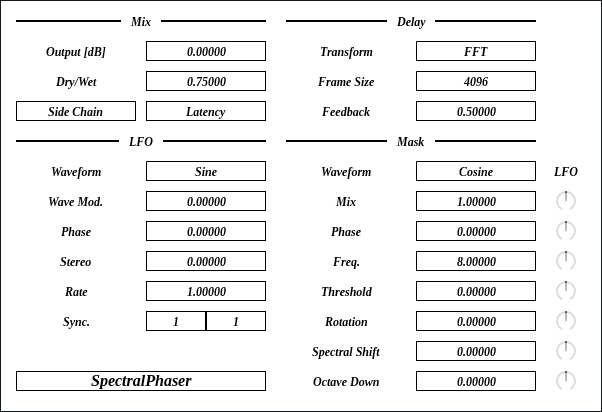 Mix
Output [dB] 0.00000
Dry/Wet 0.75000
Side Chain Latency
LFO
Waveform Sine
Wave Mod. 0.00000
Phase 0.00000
Stereo 0.00000
Rate 1.00000
Sync. 1 1
SpectralPhaser
Delay
Transform FFT
Frame Size 4096
Feedback 0.50000
Mask
Waveform Cosine LFO
Mix 1.00000
Phase 0.00000
Freq. 8.00000
Threshold 0.00000
Rotation 0.00000
Spectral Shift 0.00000
Octave Down 0.00000